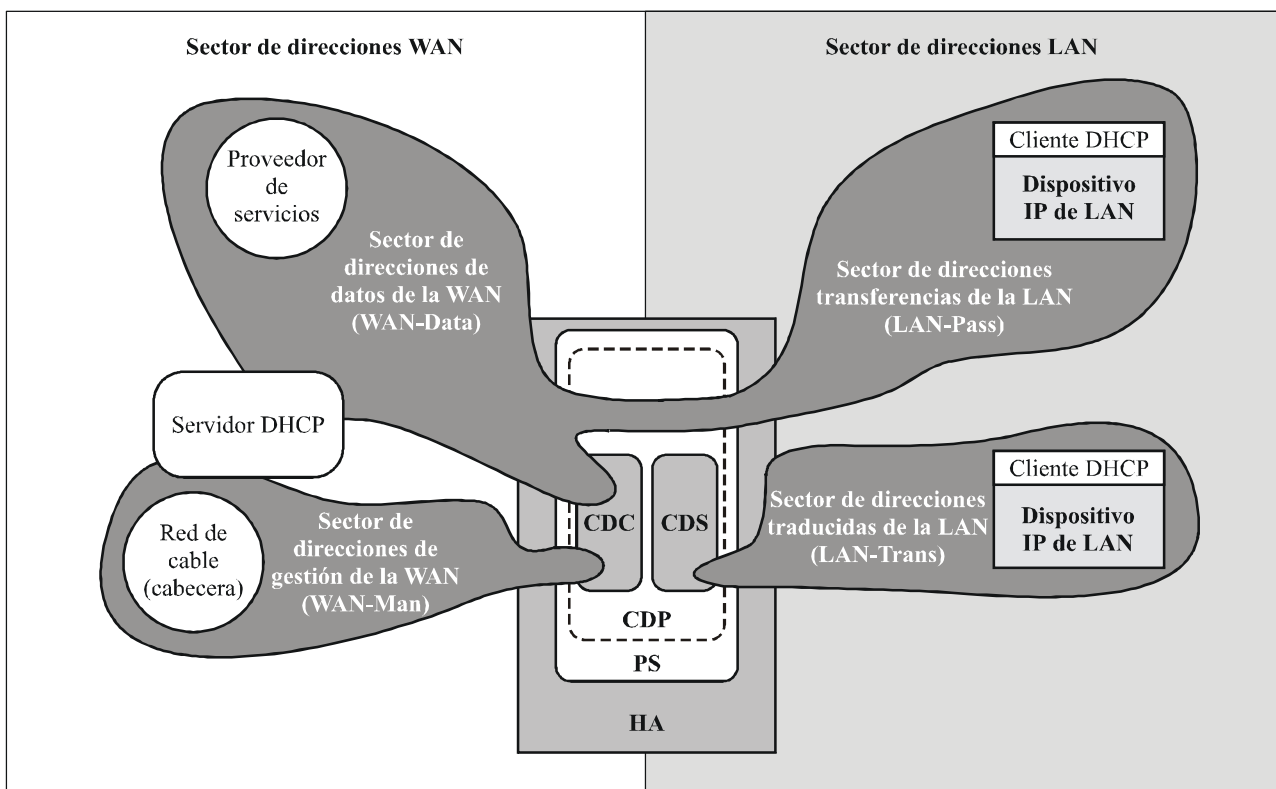 Sector de direcciones WAN
Sector de direcciones LAN
Proveedor
de
servicios
Sector de
direcciones de
datos de la WAN
(WAN-Data)
Cliente DHCP
Dispositivo
IP de LAN
Sector de direcciones
transferencias de la LAN
(LAN-Pass)
Servidor DHCP
Red de
cable
(cabecera)
Sector de
direcciones de
gestión de la WAN
(WAN-Man)
CDC
CDS
CDP
PS
HA
Sector de direcciones
traducidas de la LAN
(LAN-Trans)
Cliente DHCP
Dispositivo
IP de LAN